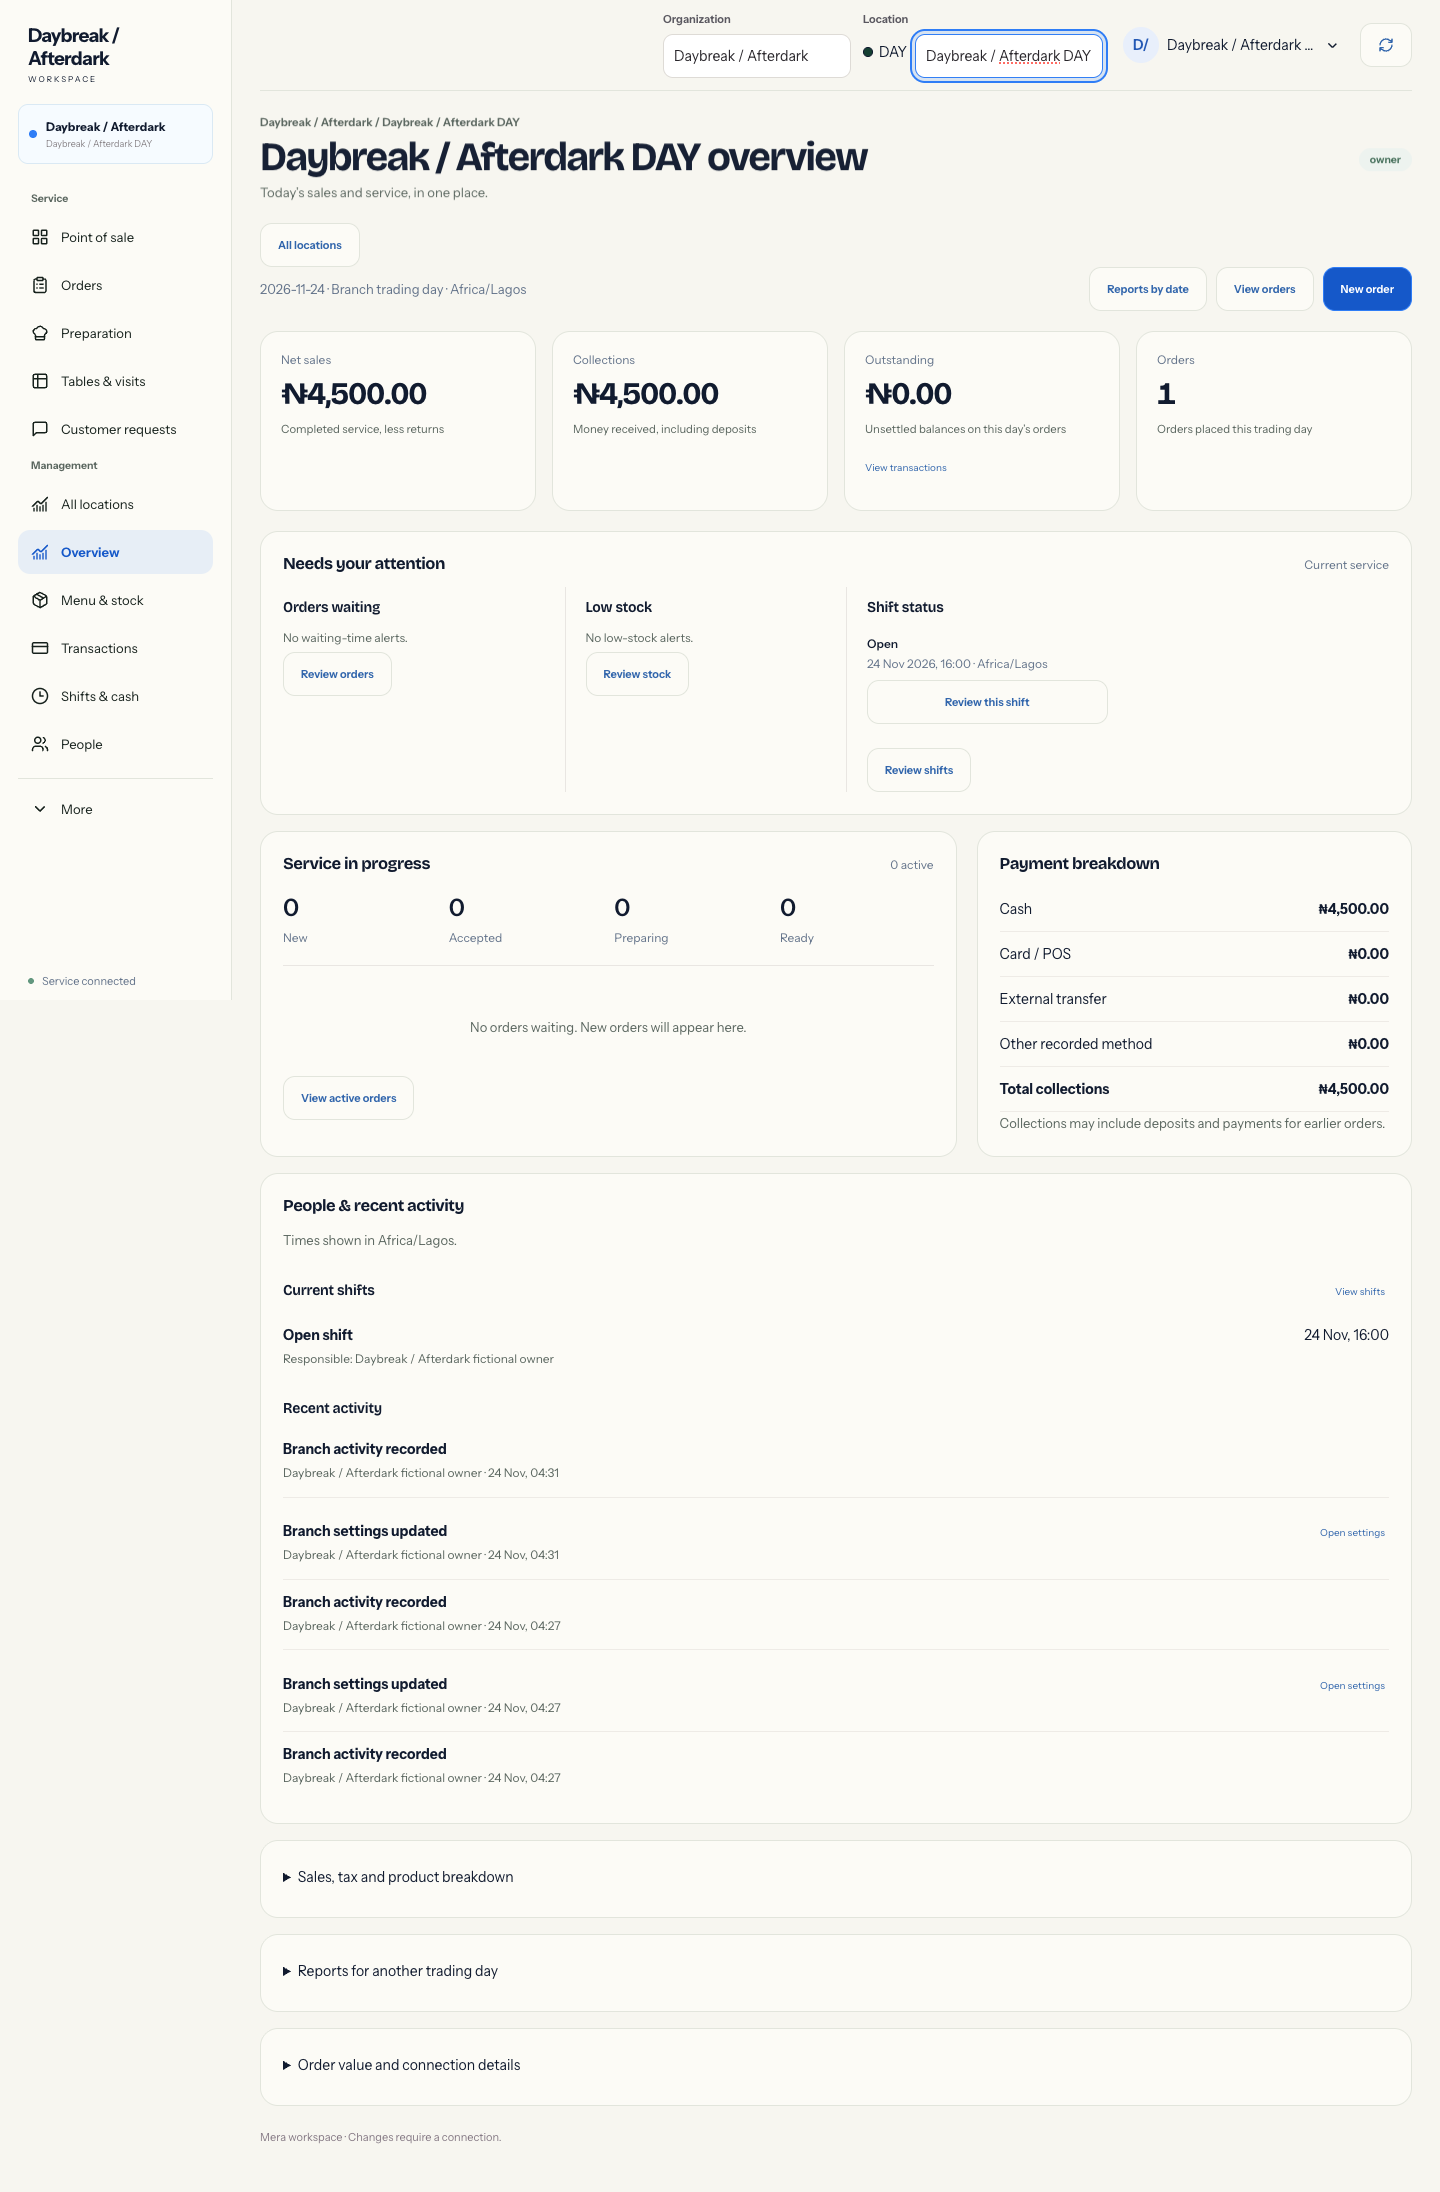 Daybreak /
Afterdark
WORKSPACE
Daybreak / Afterdark
Daybreak / Afterdark DAY
Service
Point of sale
Orders
Preparation
Tables & visits
Customer requests
Management
All locations
Overview
Menu & stock
Transactions
Shifts & cash
People
More
Service connected
Organization
Daybreak / Afterdark
Location
DAY
Daybreak / Afterdark DAY
D/
Daybreak / Afterdark ...
Daybreak / Afterdark / Daybreak / Afterdark DAY
Daybreak / Afterdark DAY overview
owner
Today's sales and service, in one place.
All locations
2026-11-24 · Branch trading day · Africa/Lagos
Reports by date
View orders
New order
Net sales
₦4,500.00
Completed service, less returns
Collections
₦4,500.00
Money received, including deposits
Outstanding
₦0.00
Unsettled balances on this day's orders
View transactions
Orders
1
Orders placed this trading day
Needs your attention
Current service
Orders waiting
No waiting-time alerts.
Review orders
Low stock
No low-stock alerts.
Review stock
Shift status
Open
24 Nov 2026, 16:00 · Africa/Lagos
Review this shift
Review shifts
Service in progress
0 active
0
New
0
Accepted
0
Preparing
0
Ready
No orders waiting. New orders will appear here.
View active orders
Payment breakdown
Cash ₦4,500.00
Card / POS ₦0.00
External transfer ₦0.00
Other recorded method ₦0.00
Total collections ₦4,500.00
Collections may include deposits and payments for earlier orders.
People & recent activity
Times shown in Africa/Lagos.
Current shifts
View shifts
Open shift
24 Nov, 16:00
Responsible: Daybreak / Afterdark fictional owner
Recent activity
Branch activity recorded
Daybreak / Afterdark fictional owner · 24 Nov, 04:31
Branch settings updated
Open settings
Daybreak / Afterdark fictional owner · 24 Nov, 04:31
Branch activity recorded
Daybreak / Afterdark fictional owner · 24 Nov, 04:27
Branch settings updated
Open settings
Daybreak / Afterdark fictional owner · 24 Nov, 04:27
Branch activity recorded
Daybreak / Afterdark fictional owner · 24 Nov, 04:27
Sales, tax and product breakdown
Reports for another trading day
Order value and connection details
Mera workspace · Changes require a connection.